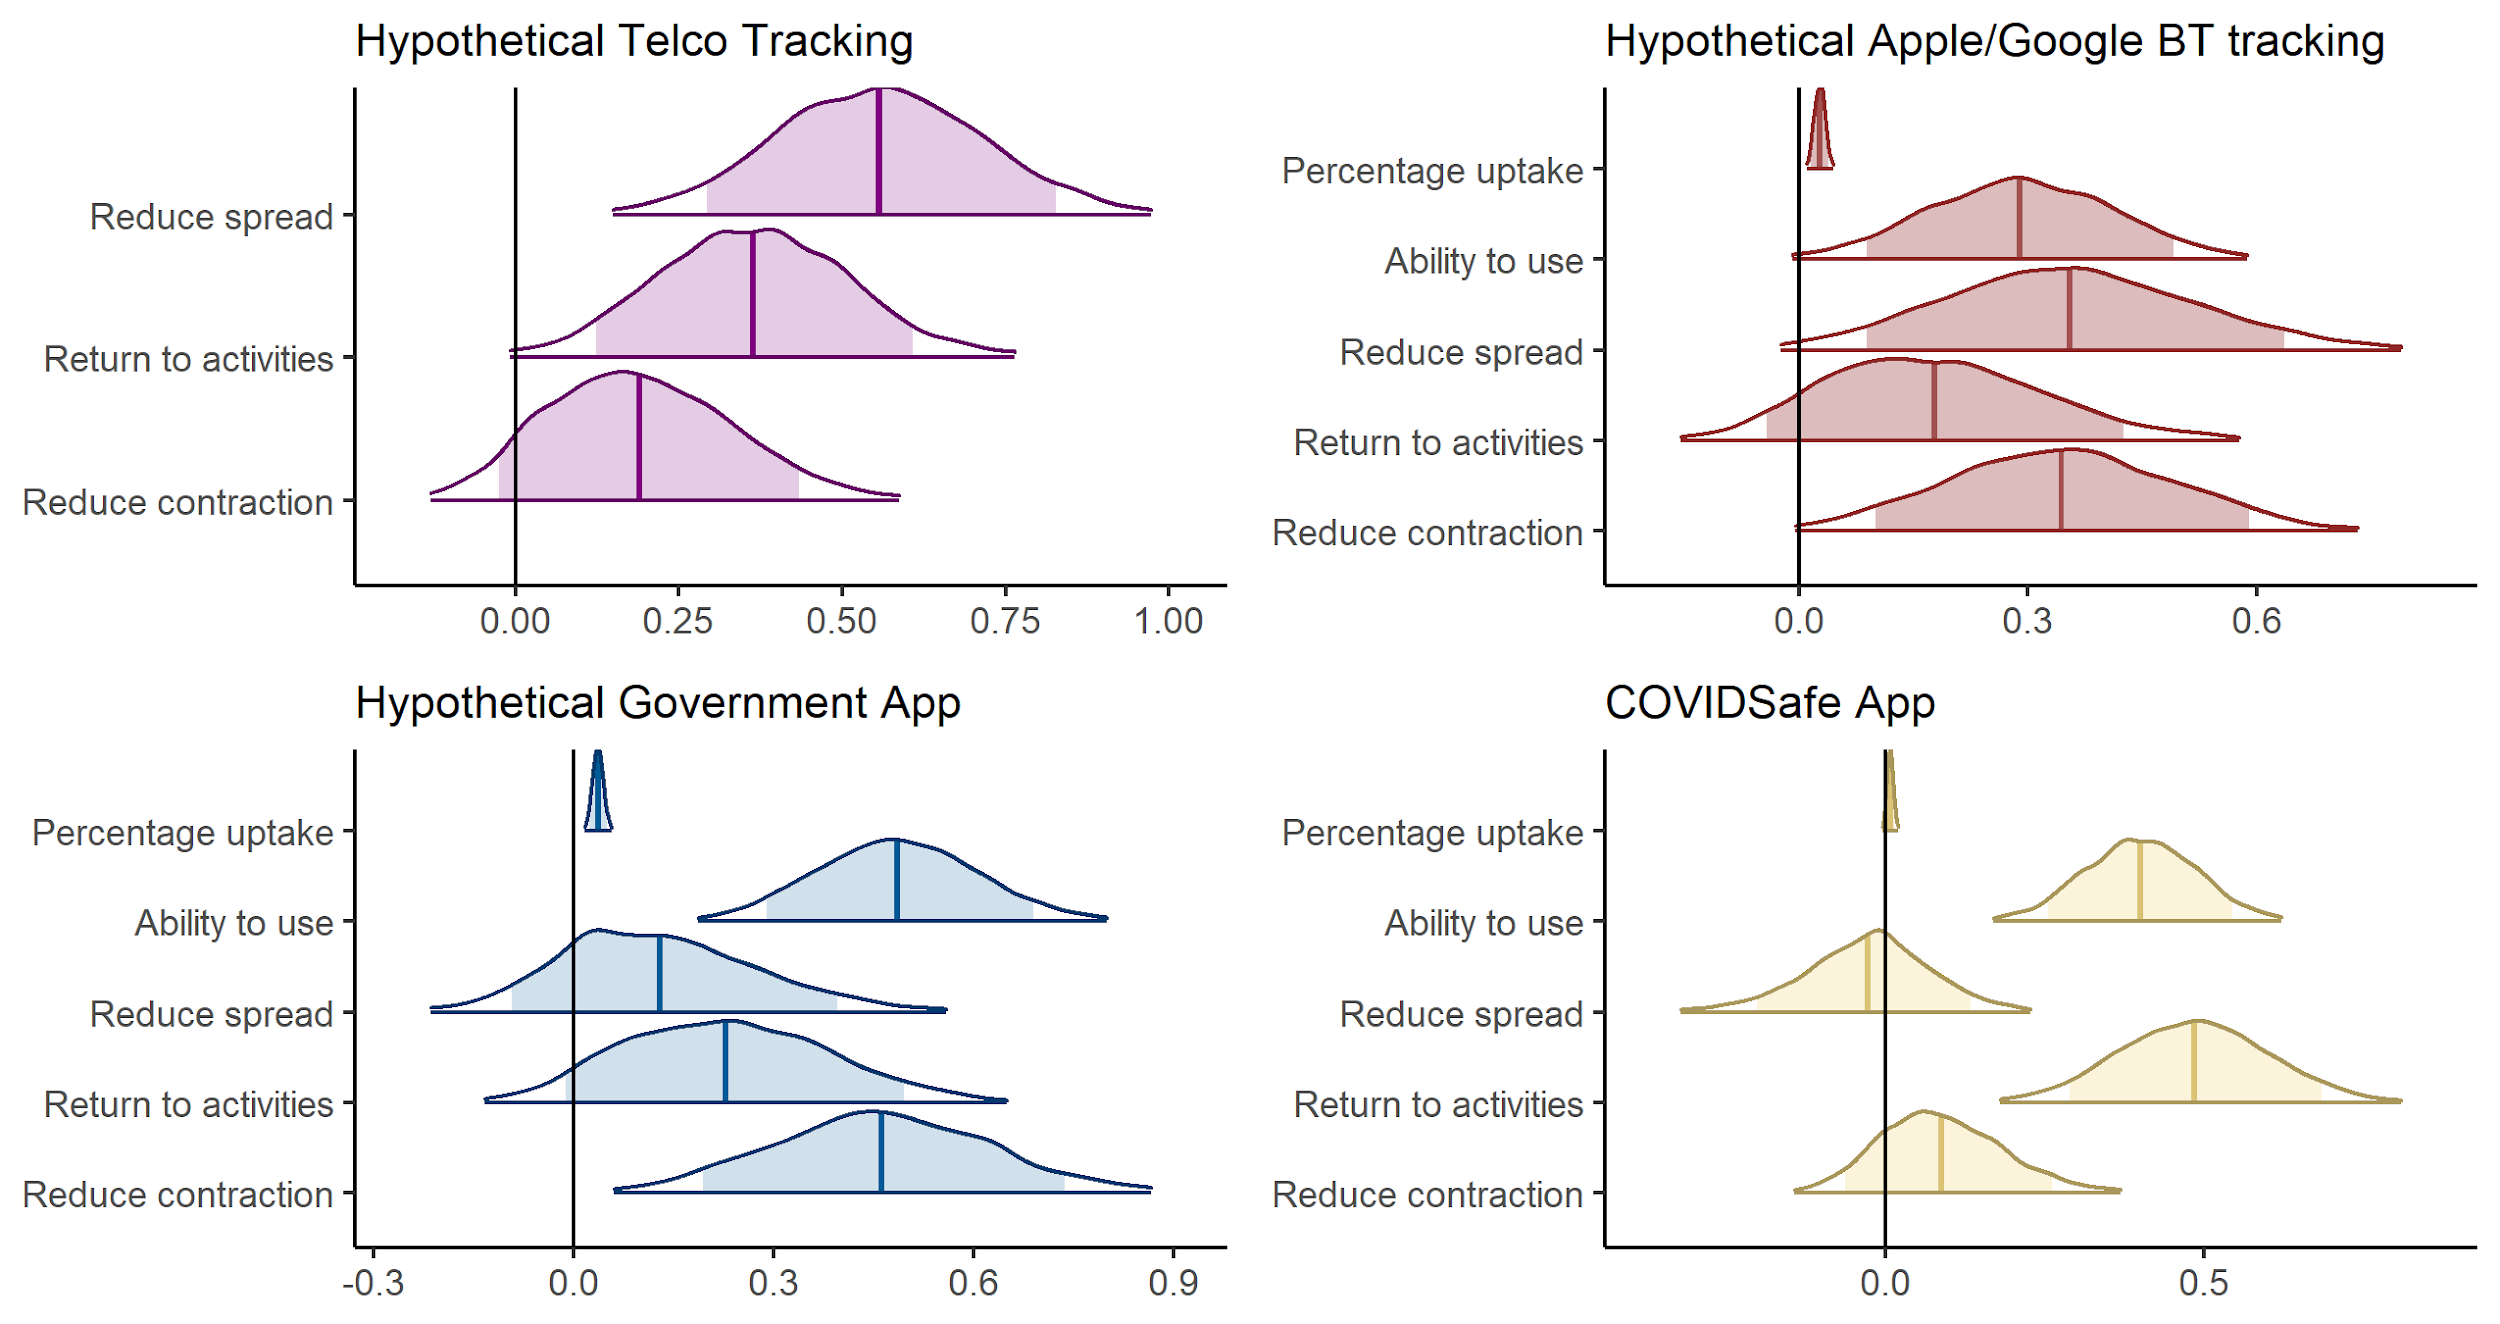 Hypothetical Telco Tracking
Reduce spread
Return to activities
Reduce contraction
0.00 0.25 0.50 0.75 1.00
Hypothetical Apple/Google BT tracking
Percentage uptake
Ability to use
Reduce spread
Return to activities
Reduce contraction
0.0 0.3 0.6
Hypothetical Government App
Percentage uptake
Ability to use
Reduce spread
Return to activities
Reduce contraction
-0.3 0.0 0.3 0.6 0.9
COVIDSafe App
Percentage uptake
Ability to use
Reduce spread
Return to activities
Reduce contraction
0.0 0.5